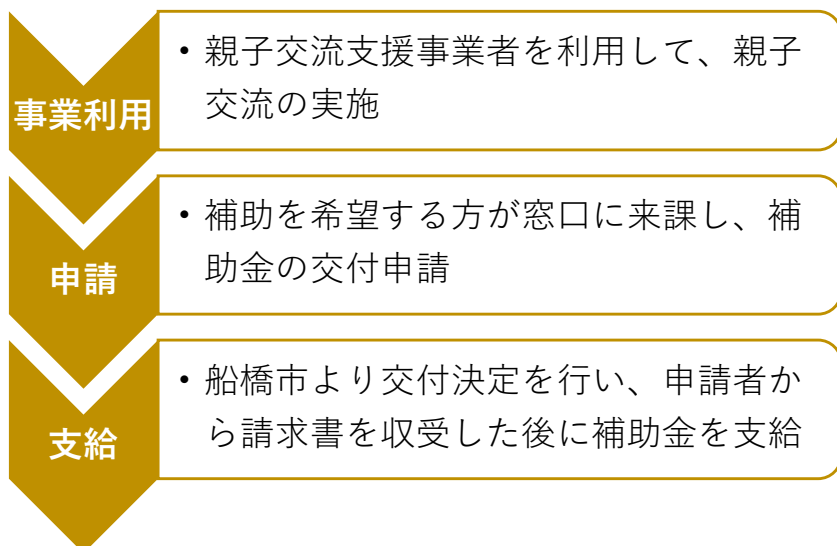 事業利用
• 親子交流支援事業者を利用して、親子
交流の実施
申請
• 補助を希望する方が窓口に来課し、補
助金の交付申請
支給
• 船橋市より交付決定を行い、申請者か
ら請求書を収受した後に補助金を支給